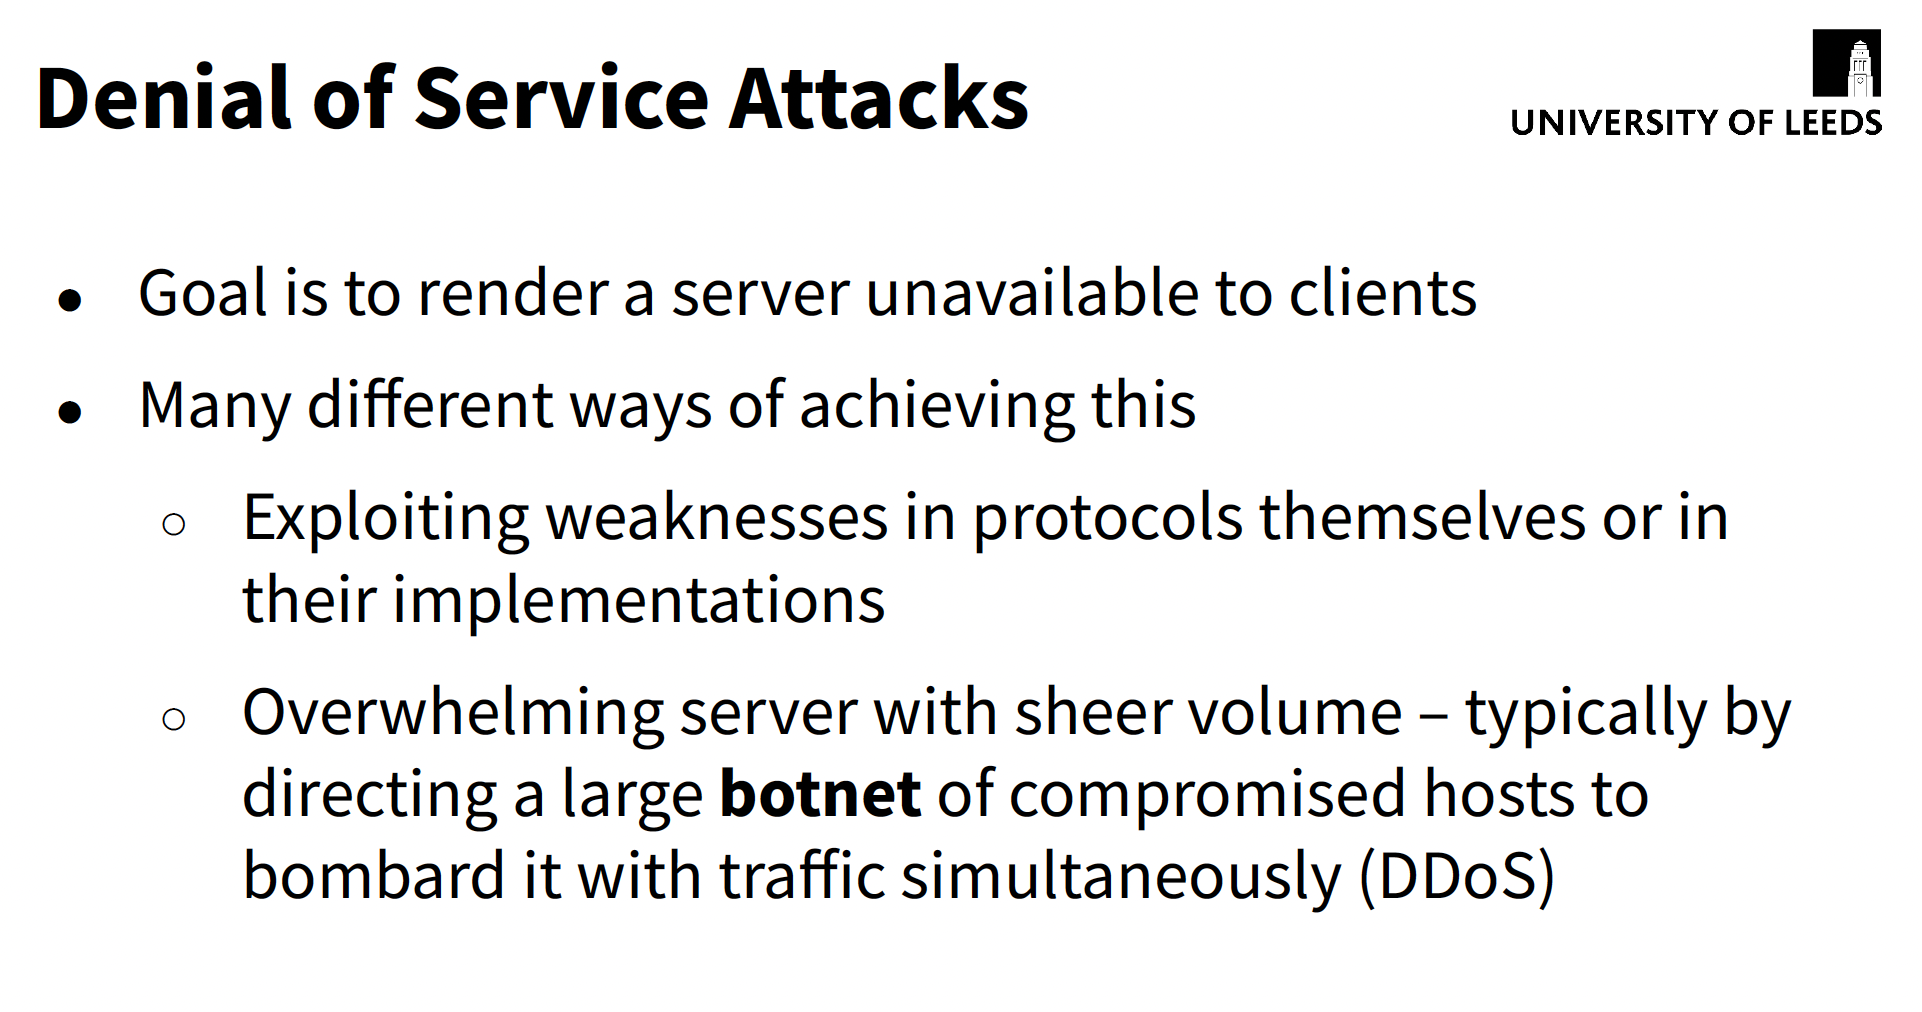 Denial of Service Attacks
UNIVERSITY OF LEEDS
● Goal is to render a server unavailable to clients
● Many different ways of achieving this
○ Exploiting weaknesses in protocols themselves or in
their implementations
○ Overwhelming server with sheer volume – typically by
directing a large botnet of compromised hosts to
bombard it with traffic simultaneously (DDoS)